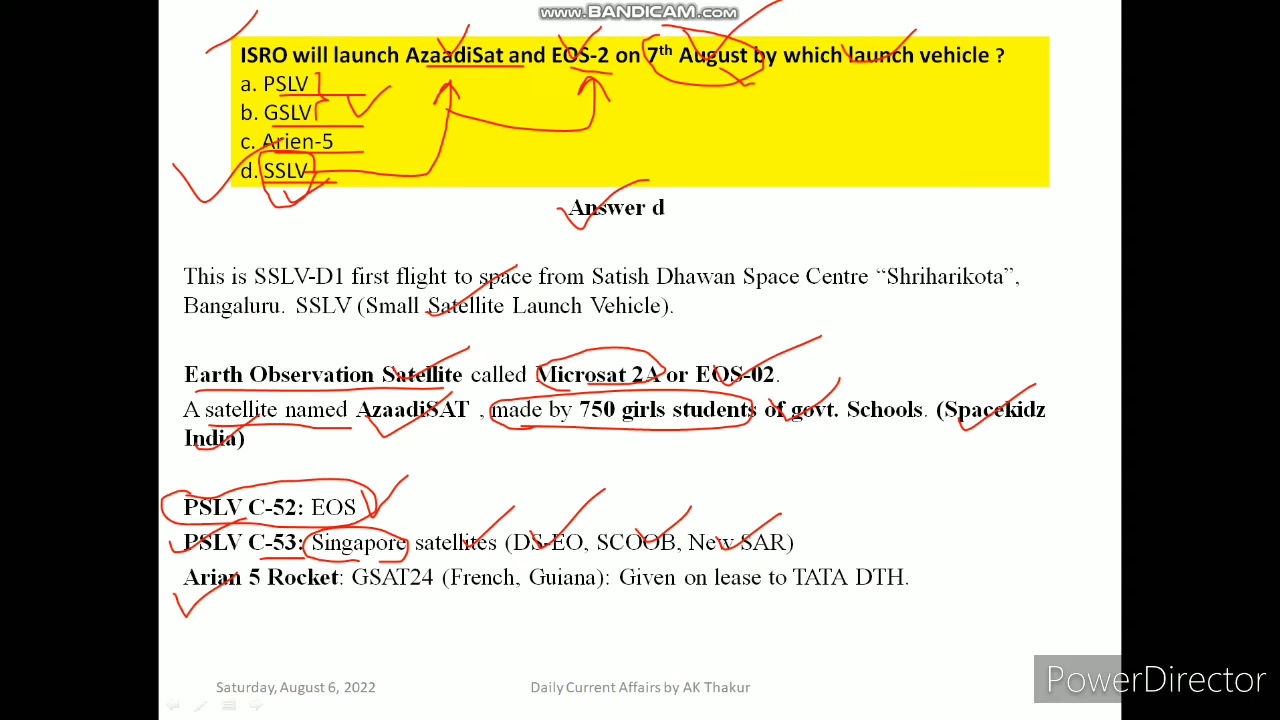 www.BANDICAM.com
ISRO will launch AzaadiSat and EOS-2 on 7th August by which launch vehicle ?
a. PSLV
b. GSLV
c. Arien-5
d. SSLV
Answer d
This is SSLV-D1 first flight to space from Satish Dhawan Space Centre “Shriharikota”,
Bangaluru. SSLV (Small Satellite Launch Vehicle).
Earth Observation Satellite called Microsat 2A or EOS-02.
A satellite named AzaadiSAT , made by 750 girls students of govt. Schools. (Spacekidz
India)
PSLV C-52: EOS
PSLV C-53: Singapore satellites (DS-EO, SCOOB, New SAR)
Arian 5 Rocket: GSAT24 (French, Guiana): Given on lease to TATA DTH.
Saturday, August 6, 2022 Daily Current Affairs by AK Thakur
PowerDirector